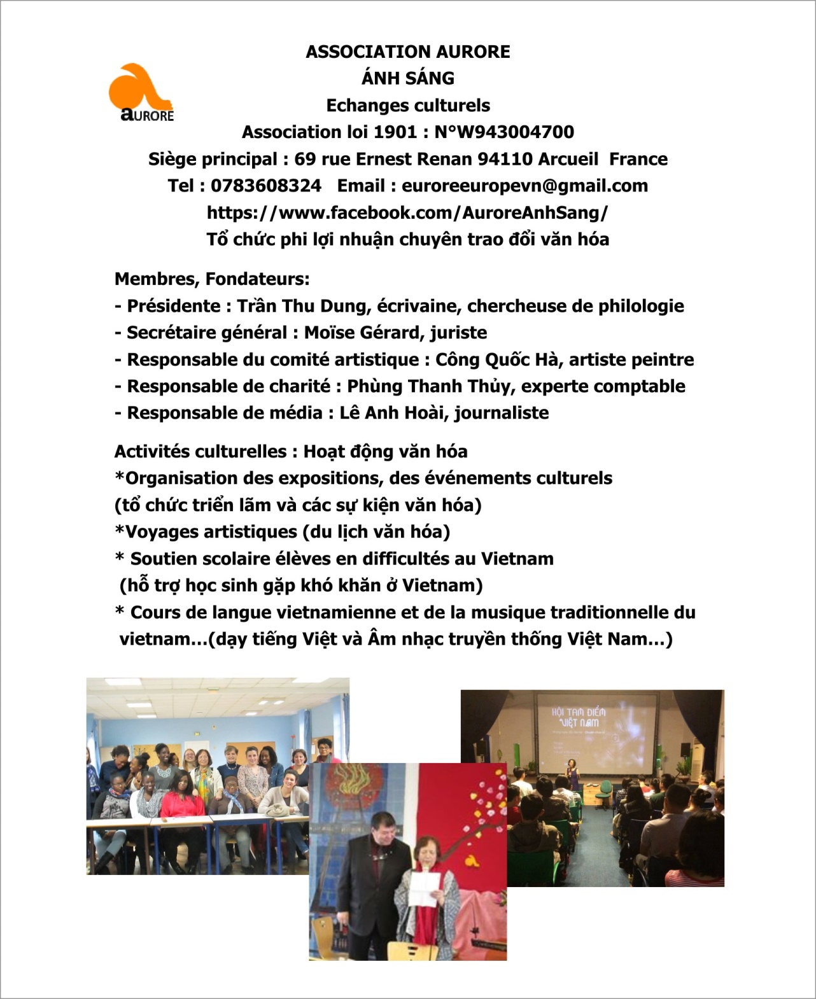 ASSOCIATION AURORE
ÁNH SÁNG
aURORE
Echanges culturels
Association loi 1901 : N°W943004700
Siège principal : 69 rue Ernest Renan 94110 Arcueil  France
Tel : 0783608324   Email : euroreeuropevn@gmail.com
https://www.facebook.com/AuroreAnhSang/
Tổ chức phi lợi nhuận chuyên trao đổi văn hóa
Membres, Fondateurs:
- Présidente : Trần Thu Dung, écrivaine, chercheuse de philologie
- Secrétaire général : Moïse Gérard, juriste
- Responsable du comité artistique : Công Quốc Hà, artiste peintre
- Responsable de charité : Phùng Thanh Thủy, experte comptable
- Responsable de média : Lê Anh Hoài, journaliste
Activités culturelles : Hoạt động văn hóa
*Organisation des expositions, des événements culturels
(tổ chức triển lãm và các sự kiện văn hóa)
*Voyages artistiques (du lịch văn hóa)
* Soutien scolaire élèves en difficultés au Vietnam
(hỗ trợ học sinh gặp khó khăn ở Vietnam)
* Cours de langue vietnamienne et de la musique traditionnelle du
vietnam...(dạy tiếng Việt và Âm nhạc truyền thống Việt Nam...)
HỘI TAM ĐIỂM
VIỆT NAM